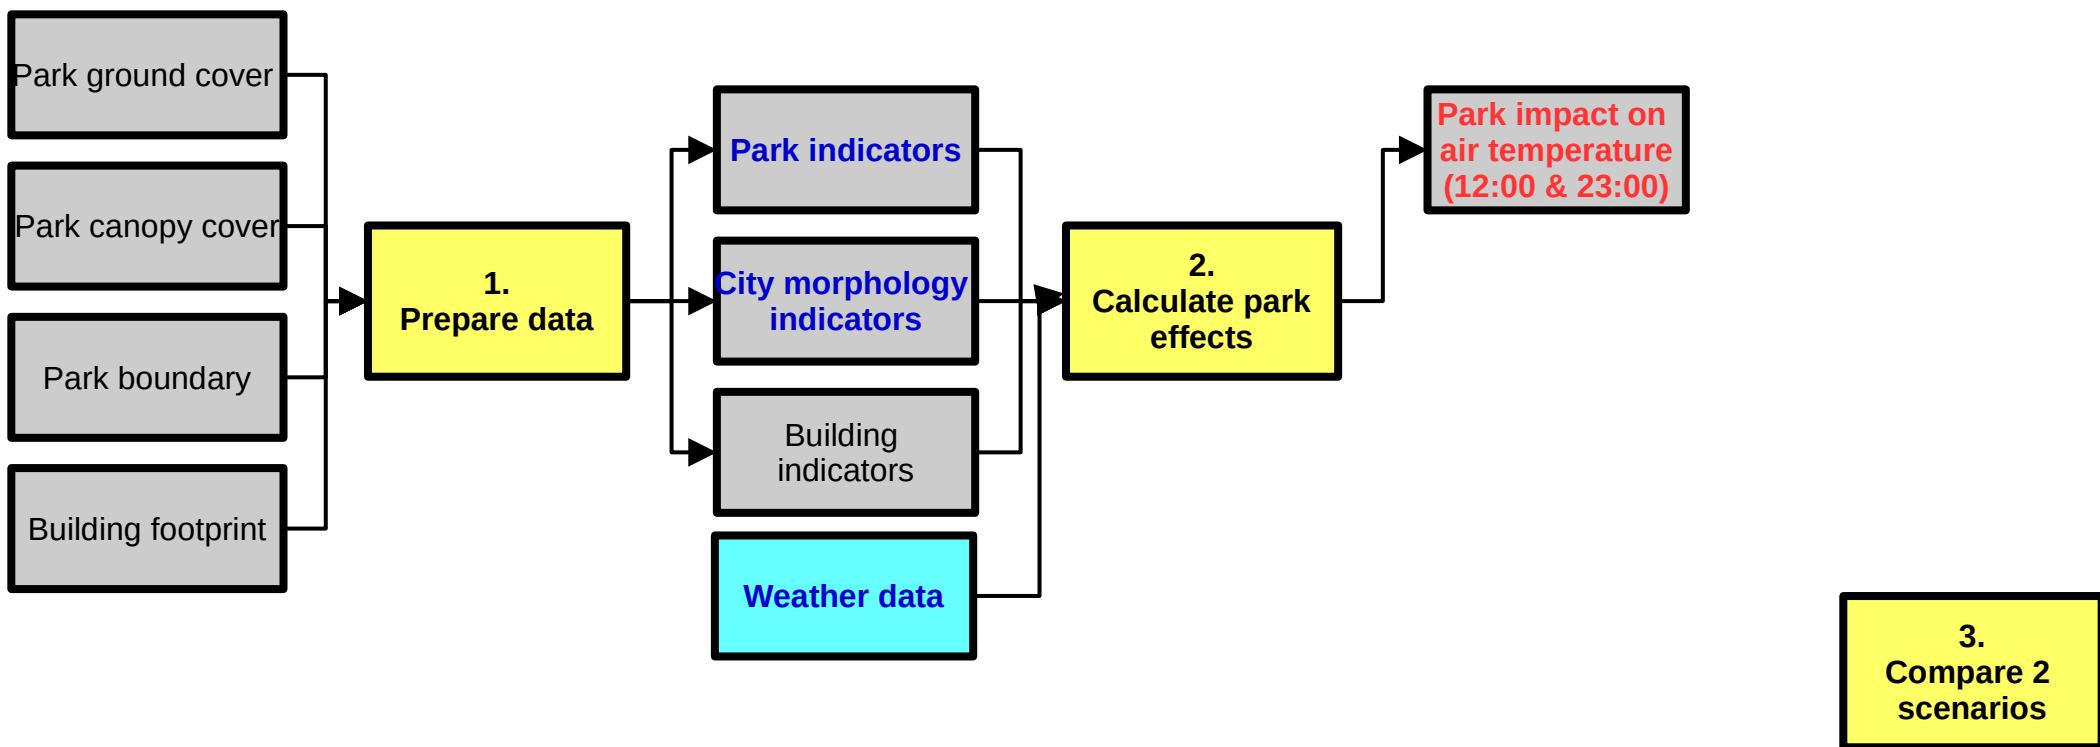 Park ground cover
Park canopy cover
Park boundary
Building footprint
1.
Prepare data
Park indicators
City morphology
indicators
Building
indicators
Weather data
2.
Calculate park
effects
Park impact on
air temperature
(12:00 & 23:00)
3.
Compare 2
scenarios